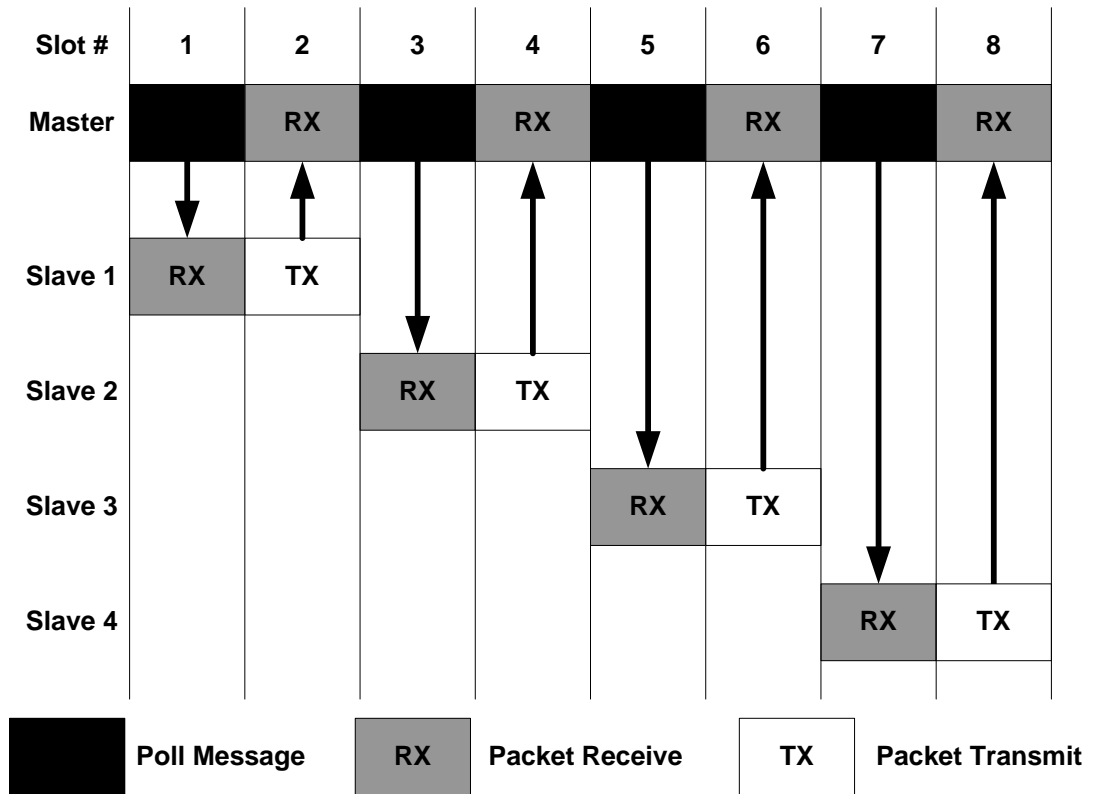 Slot # 1 2 3 4 5 6 7 8
Master RX RX RX RX
Slave 1 RX TX
Slave 2 RX TX
Slave 3 RX TX
Slave 4 RX TX
Poll Message RX Packet Receive TX Packet Transmit